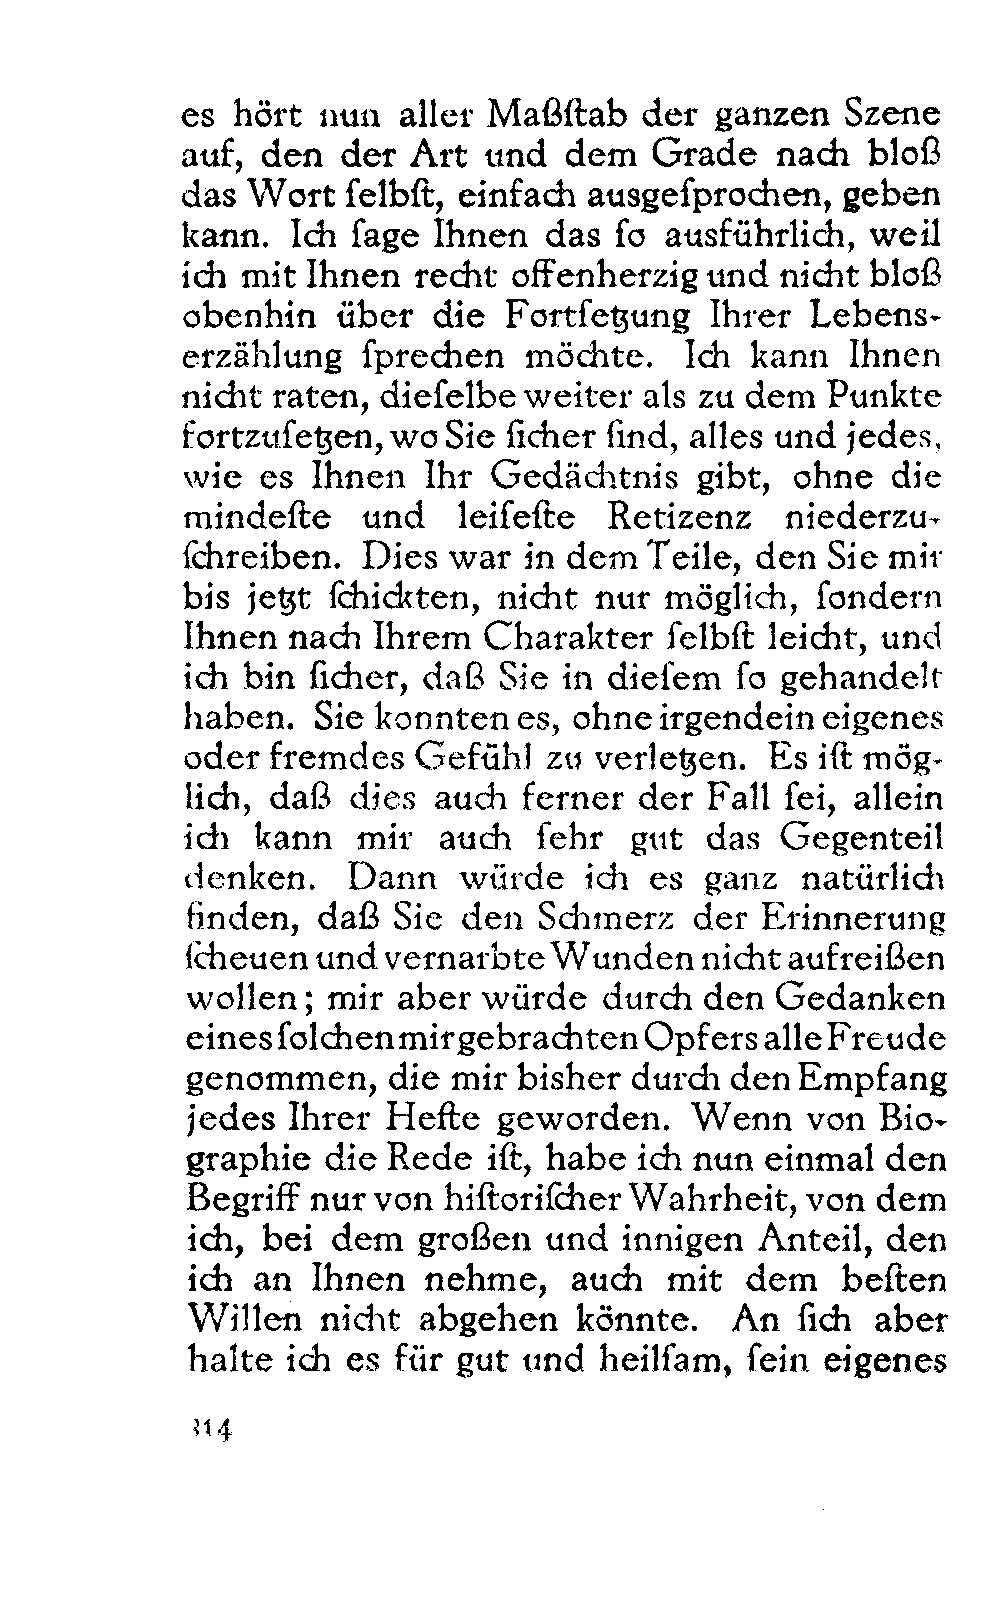 es hört nun aller Maßſtab der ganzen Szene
auf, den der Art und dem Grade nach bloß
das Wort ſelbſt, einfach ausgeſprochen, geben
kann. Ich ſage Ihnen das ſo ausführlich, weil
ich mit Ihnen recht offenherzig und nicht bloß
obenhin über die Fortſetzung Ihrer Lebens-
erzählung ſprechen möchte. Ich kann Ihnen
nicht raten, dieſelbe weiter als zu dem Punkte
fortzuſetzen, wo Sie ſicher ſind, alles und jedes,
wie es Ihnen Ihr Gedächtnis gibt, ohne die
mindeſte und leiſeſte Retizenz niederzu-
ſchreiben. Dies war in dem Teile, den Sie mir
bis jetzt ſchickten, nicht nur möglich, ſondern
Ihnen nach Ihrem Charakter ſelbſt leicht, und
ich bin ſicher, daß Sie in dieſem ſo gehandelt
haben. Sie konnten es, ohne irgendein eigenes
oder fremdes Gefühl zu verletzen. Es iſt mög-
lich, daß dies auch ferner der Fall ſei, allein
ich kann mir auch ſehr gut das Gegenteil
denken. Dann würde ich es ganz natürlich
finden, daß Sie den Schmerz der Erinnerung
ſcheuen und vernarbte Wunden nicht aufreißen
wollen; mir aber würde durch den Gedanken
eines ſolchen mir gebrachten Opfers alle Freude
genommen, die mir bisher durch den Empfang
jedes Ihrer Hefte geworden. Wenn von Bio-
graphie die Rede iſt, habe ich nun einmal den
Begriff nur von hiſtoriſcher Wahrheit, von dem
ich, bei dem großen und innigen Anteil, den
ich an Ihnen nehme, auch mit dem beſten
Willen nicht abgehen könnte. An ſich aber
halte ich es für gut und heilſam, ſein eigenes
314